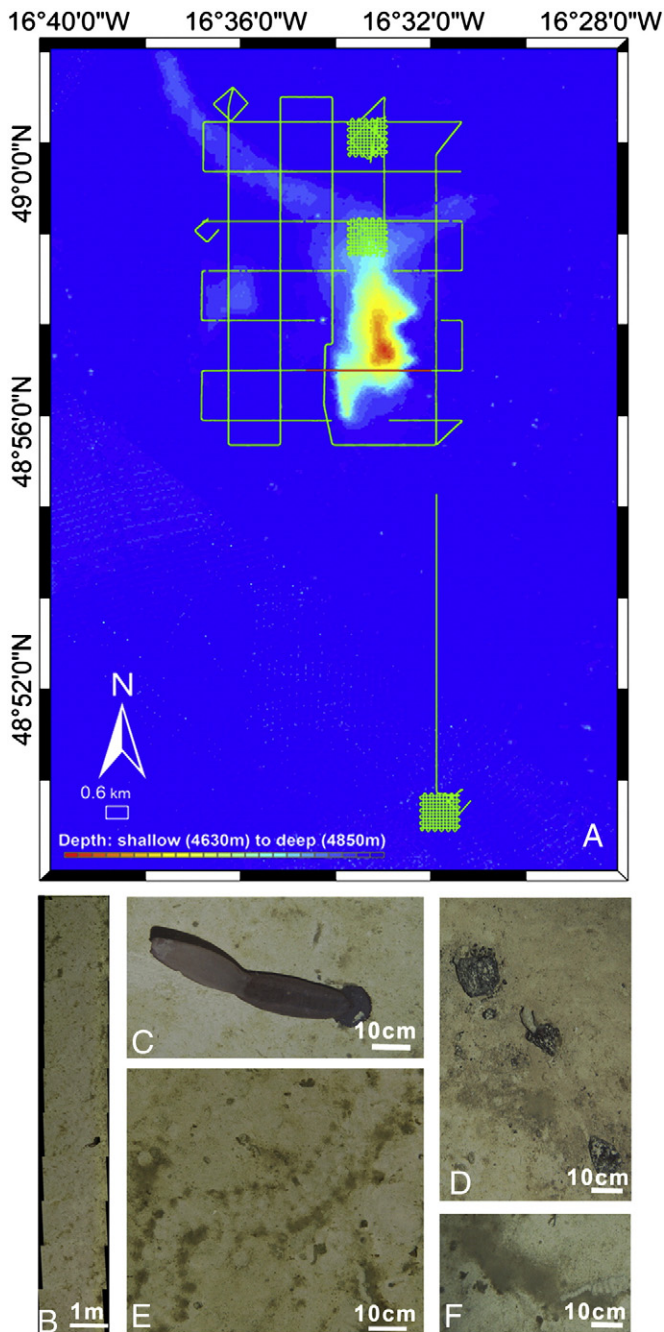 16°40'0"W 16°36'0"W 16°32'0"W 16°28'0"W
49°0'0"N
48°56'0"N
48°52'0"N
N
0.6 km
Depth: shallow (4630m) to deep (4850m)
A
B
1m
C
10cm
D
10cm
E
10cm
F
10cm